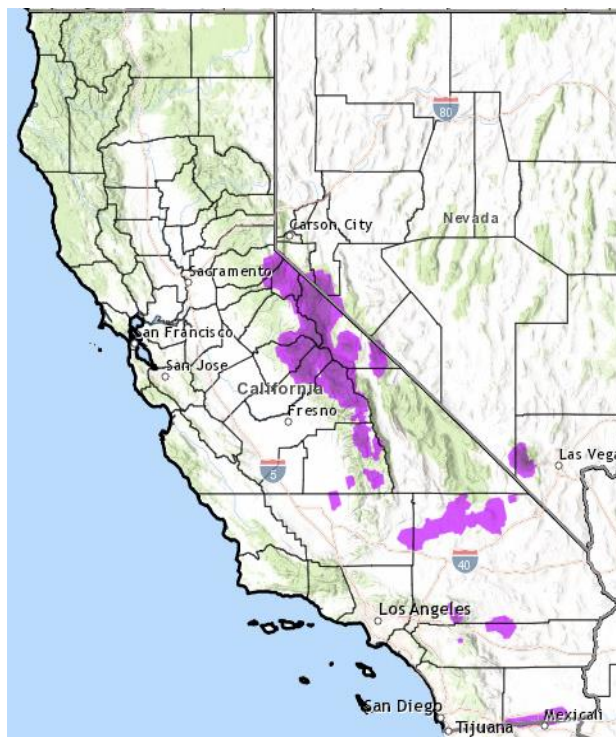 80
Nevada
Carson City
Sacramento
San Francisco
San Jose
California
Fresno
5
Las Vega
40
Los Angeles
San Diego
Mexicali
Tijuana